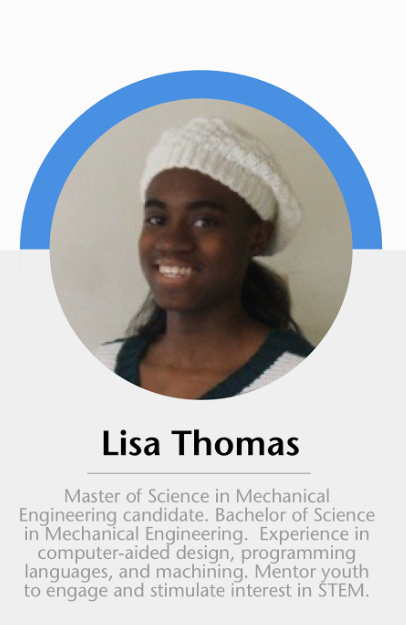 Lisa Thomas
Master of Science in Mechanical
Engineering candidate. Bachelor of Science
in Mechanical Engineering.  Experience in
computer-aided design, programming
languages, and machining. Mentor youth
to engage and stimulate interest in STEM.